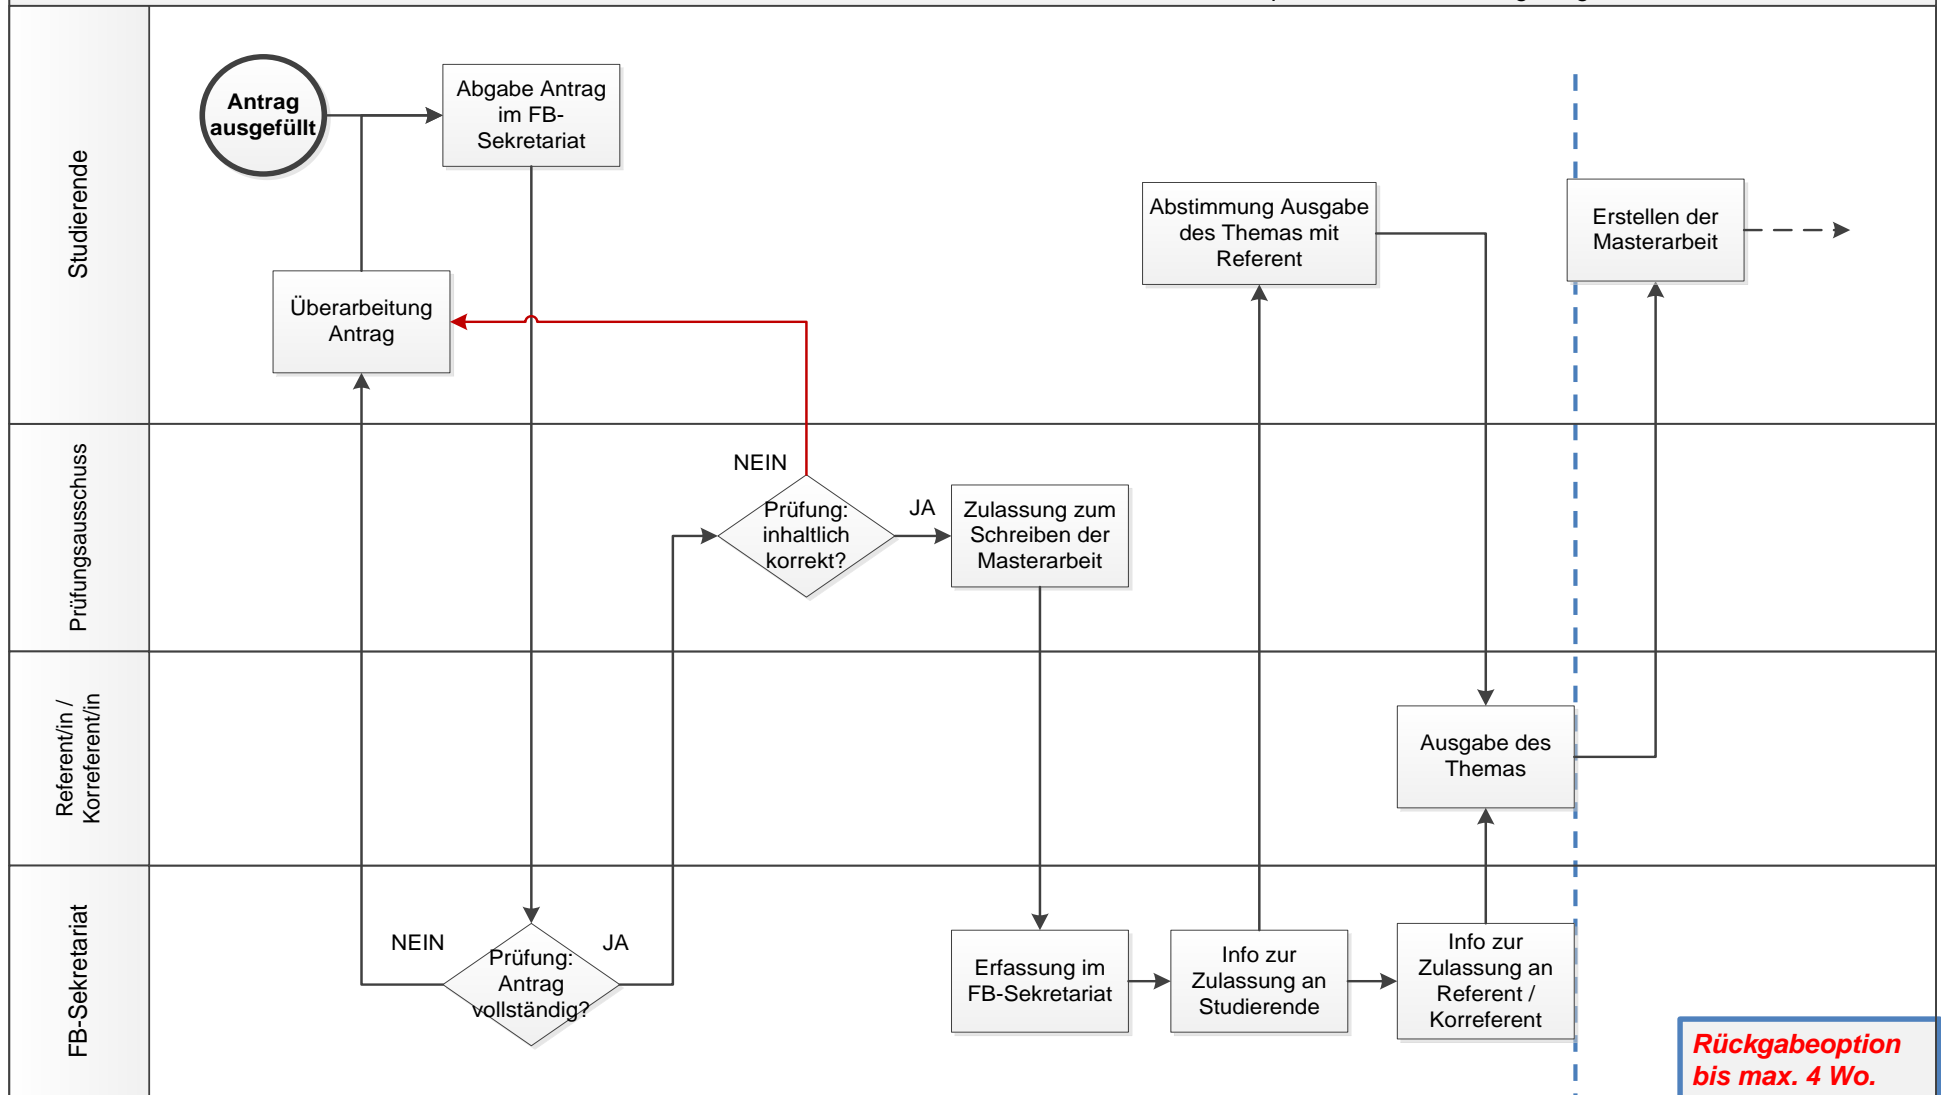 Studierende
Antrag
ausgefüllt
Abgabe Antrag
im FB-
Sekretariat
Überarbeitung
Antrag
Abstimmung Ausgabe
des Themas mit
Referent
Erstellen der
Masterarbeit
Prüfungsausschuss
NEIN
Prüfung:
inhaltlich
korrekt?
JA
Zulassung zum
Schreiben der
Masterarbeit
Referent/in /
Korreferent/in
Ausgabe des
Themas
FB-Sekretariat
NEIN
Prüfung:
Antrag
vollständig?
JA
Erfassung im
FB-Sekretariat
Info zur
Zulassung an
Studierende
Info zur
Zulassung an
Referent /
Korreferent
Rückgabeoption
bis max. 4 Wo.